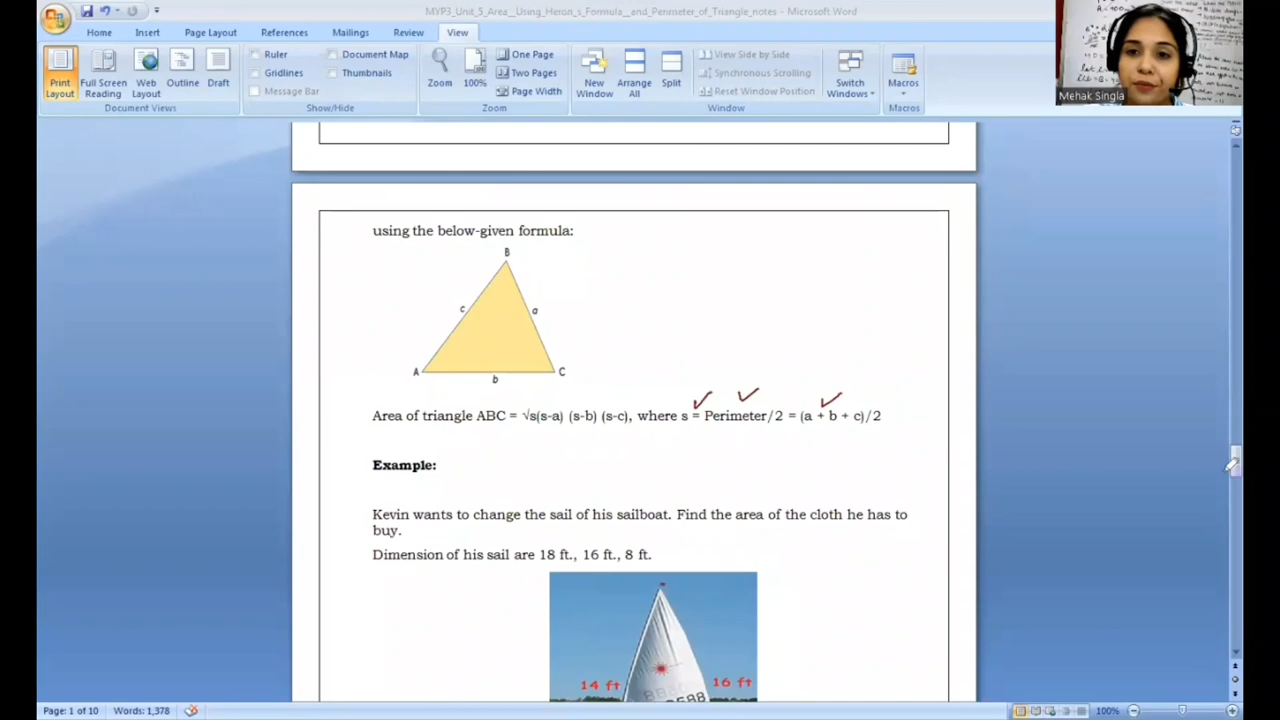 MYP3_Unit_5_Area__Using_Heron_s_Formula__and_Perimeter_of_Triangle_notes - Microsoft Word
Home Insert Page Layout References Mailings Review View
Ruler Document Map One Page View Side by Side
Gridlines Thumbnails Two Pages Synchronous Scrolling
Message Bar Page Width Reset Window Position
Print Layout Full Screen Reading Web Layout Outline Draft Zoom 100% New Window Arrange All Split Switch Windows Macros
Document Views Show/Hide Zoom Window Macros
Mehak Singla
using the below-given formula:
B
c a
A C
b
Area of triangle ABC = √s(s-a) (s-b) (s-c), where s = Perimeter/2 = (a + b + c)/2
Example:
Kevin wants to change the sail of his sailboat. Find the area of the cloth he has to
buy.
Dimension of his sail are 18 ft., 16 ft., 8 ft.
14 ft 16 ft
Page: 1 of 10 Words: 1,378 100%